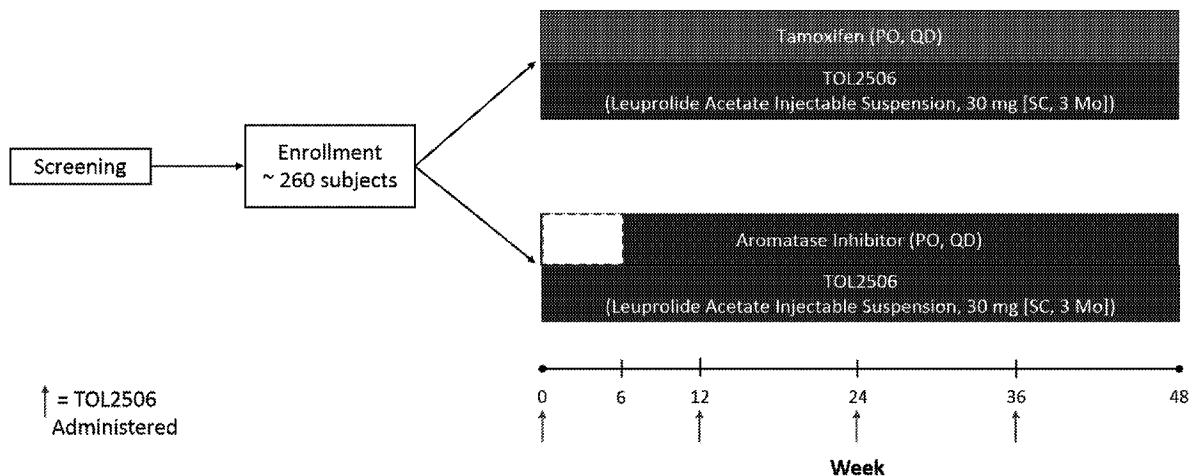 Tamoxifen (PO, QD)
TOL2506
(Leuprolide Acetate Injectable Suspension, 30 mg [SC, 3 Mo])
Screening
Enrollment
~ 260 subjects
Aromatase Inhibitor (PO, QD)
TOL2506
(Leuprolide Acetate Injectable Suspension, 30 mg [SC, 3 Mo])
0 6 12 24 36 48
= TOL2506
Administered
Week